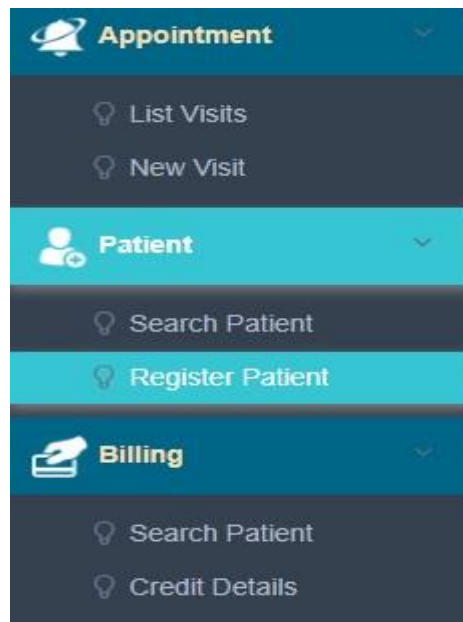 Appointment
List Visits
New Visit
Patient
Search Patient
Register Patient
Billing
Search Patient
Credit Details